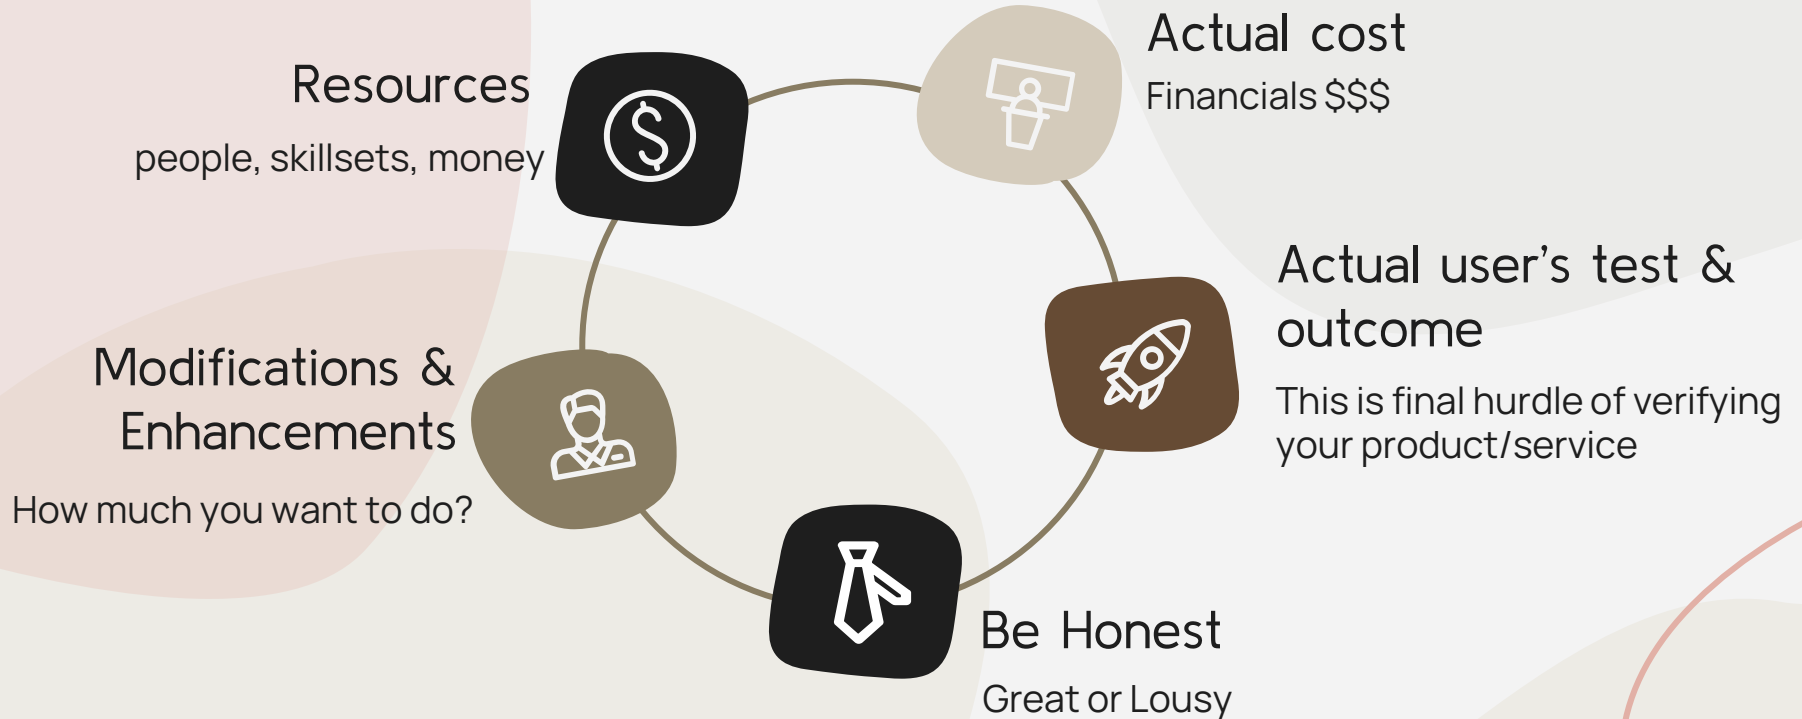 Actual cost
Financials $$$
Resources
people, skillsets, money
Actual user’s test &
outcome
This is final hurdle of verifying
your product/service
Modifications &
Enhancements
How much you want to do?
Be Honest
Great or Lousy